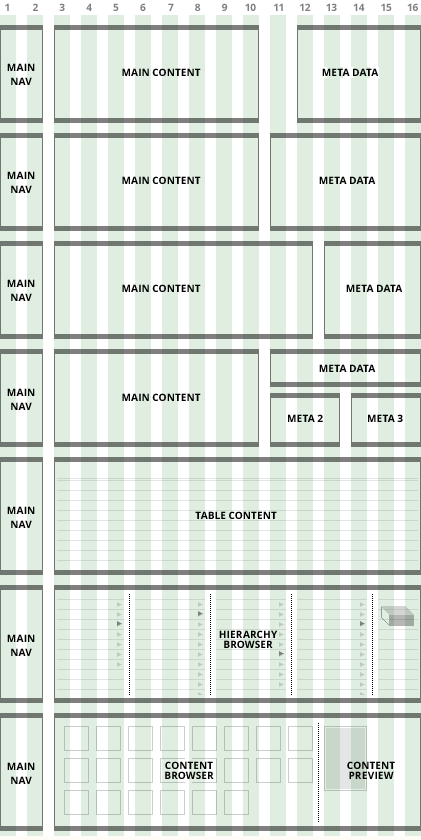 1 2 3 4 5 6 7 8 9 10 11 12 13 14 15 16
MAIN
NAV
MAIN CONTENT
META DATA
MAIN
NAV
MAIN CONTENT
META DATA
MAIN
NAV
MAIN CONTENT
META DATA
MAIN
NAV
MAIN CONTENT
META DATA
META 2
META 3
MAIN
NAV
TABLE CONTENT
MAIN
NAV
HIERARCHY
BROWSER
MAIN
NAV
CONTENT
BROWSER
CONTENT
PREVIEW